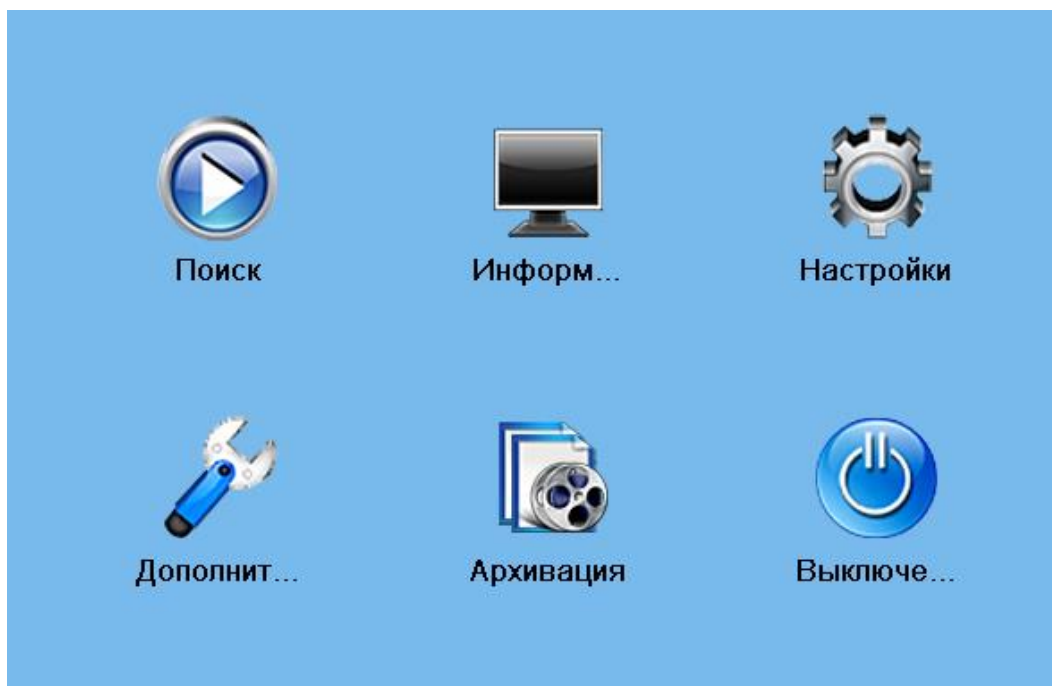 Поиск
Информ...
Настройки
Дополнит...
Архивация
Выключе...